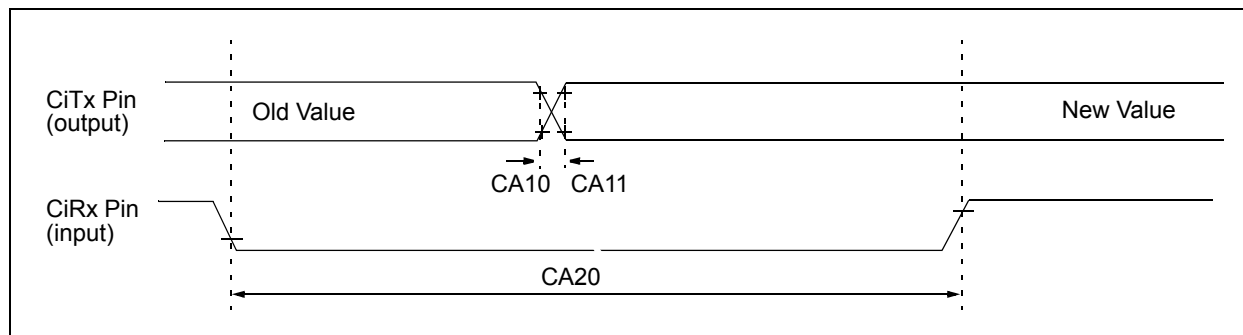 CiTx Pin
(output)
Old Value
New Value
CA10 CA11
CiRx Pin
(input)
CA20